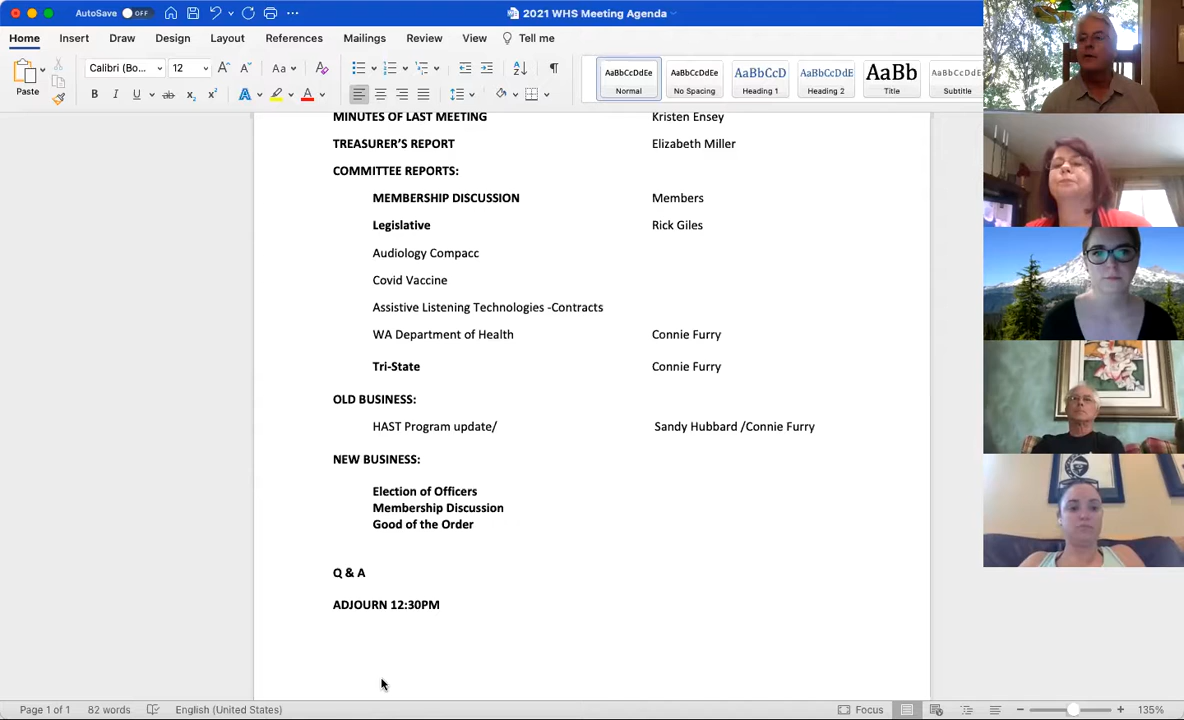 AutoSave OFF
2021 WHS Meeting Agenda
Home Insert Draw Design Layout References Mailings Review View Tell me
Paste
Calibri (Bo... 12 A A Aa A
AaBbCcDdEe AaBbCcDdEe AaBbCcD AaBbCcDdE AaBb AaBbCcDdE
B I U ab x² x₂ A A
Normal No Spacing Heading 1 Heading 2 Title Subtitle
MINUTES OF LAST MEETING Kristen Ensey
TREASURER'S REPORT Elizabeth Miller
COMMITTEE REPORTS:
MEMBERSHIP DISCUSSION Members
Legislative Rick Giles
Audiology Compacc
Covid Vaccine
Assistive Listening Technologies -Contracts
WA Department of Health Connie Furry
Tri-State Connie Furry
OLD BUSINESS:
HAST Program update/ Sandy Hubbard /Connie Furry
NEW BUSINESS:
Election of Officers
Membership Discussion
Good of the Order
Q & A
ADJOURN 12:30PM
Page 1 of 1 82 words English (United States) Focus 135%